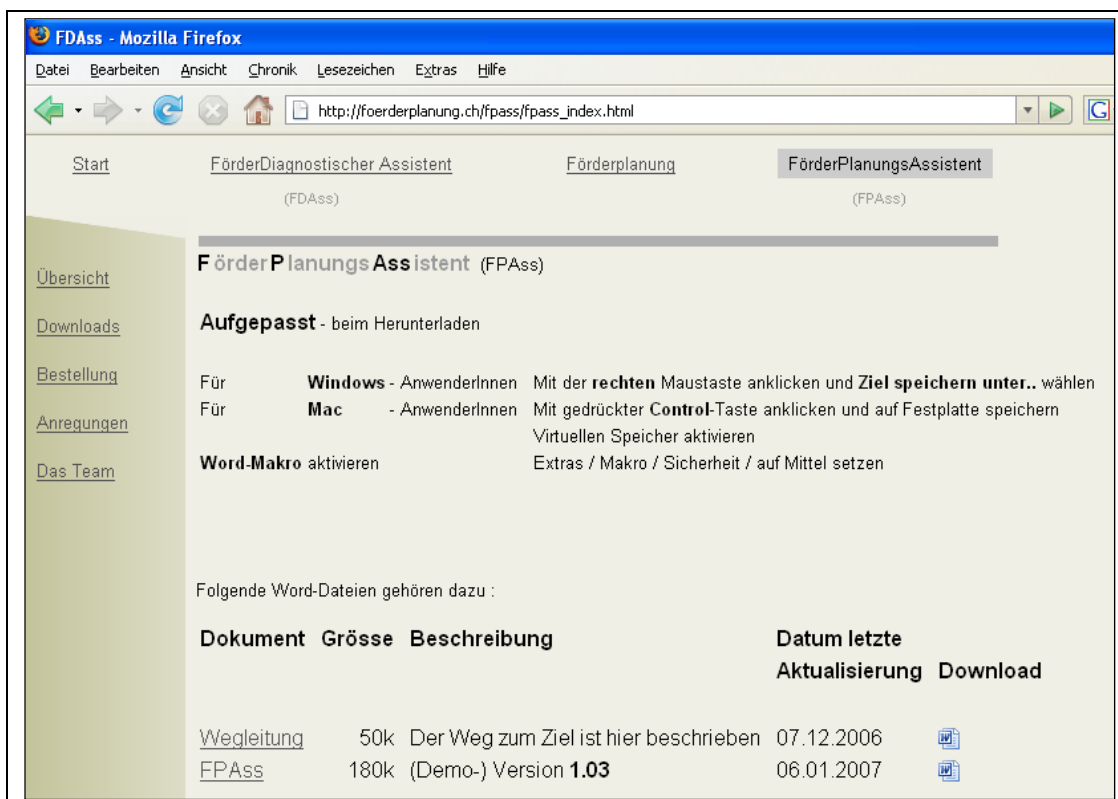 FDAss - Mozilla Firefox
Datei Bearbeiten Ansicht Chronik Lesezeichen Extras Hilfe
http://foerderplanung.ch/fpass/fpass_index.html G
Start FörderDiagnostischer Assistent Förderplanung FörderPlanungsAssistent
(FDAss) (FPAss)
FörderPlanungsAssistent (FPAss)
Übersicht
Aufgepasst - beim Herunterladen
Downloads
Bestellung
Für Windows - AnwenderInnen Mit der rechten Maustaste anklicken und Ziel speichern unter.. wählen
Für Mac - AnwenderInnen Mit gedrückter Control-Taste anklicken und auf Festplatte speichern
Anregungen
Virtuellen Speicher aktivieren
Word-Makro aktivieren Extras / Makro / Sicherheit / auf Mittel setzen
Das Team
Folgende Word-Dateien gehören dazu :
Dokument Grösse Beschreibung Datum letzte
Aktualisierung Download
Wegleitung 50k Der Weg zum Ziel ist hier beschrieben 07.12.2006
FPAss 180k (Demo-) Version 1.03 06.01.2007